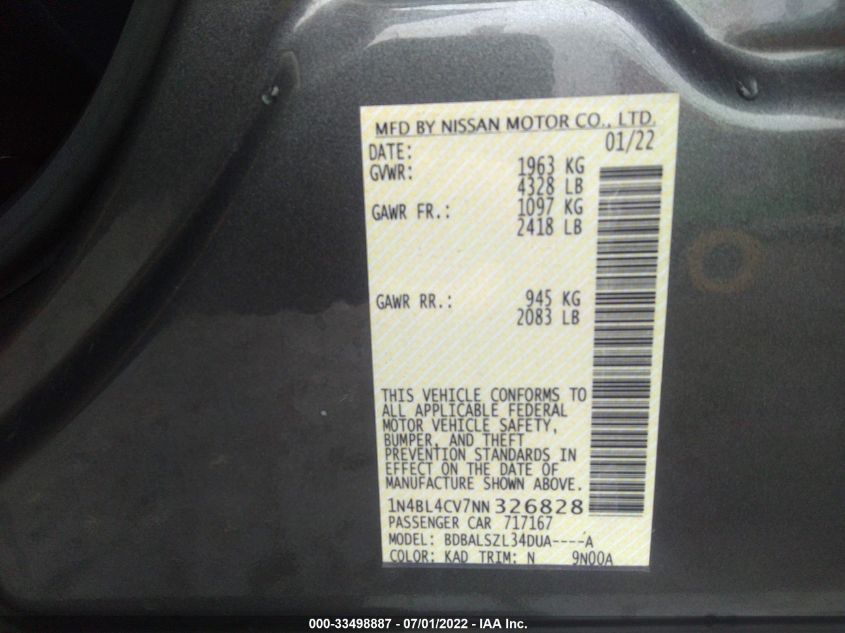 MFD BY NISSAN MOTOR CO., LTD.
DATE: 01/22
GVWR: 1963 KG
4328 LB
GAWR FR.: 1097 KG
2418 LB
GAWR RR.: 945 KG
2083 LB
THIS VEHICLE CONFORMS TO
ALL APPLICABLE FEDERAL
MOTOR VEHICLE SAFETY,
BUMPER, AND THEFT
PREVENTION STANDARDS IN
EFFECT ON THE DATE OF
MANUFACTURE SHOWN ABOVE.
1N4BL4CV7NN326828
PASSENGER CAR 717167
MODEL: BDBALSZL34DUA----A
COLOR: KAD TRIM: N 9N00A
000-33498887 - 07/01/2022 - IAA Inc.